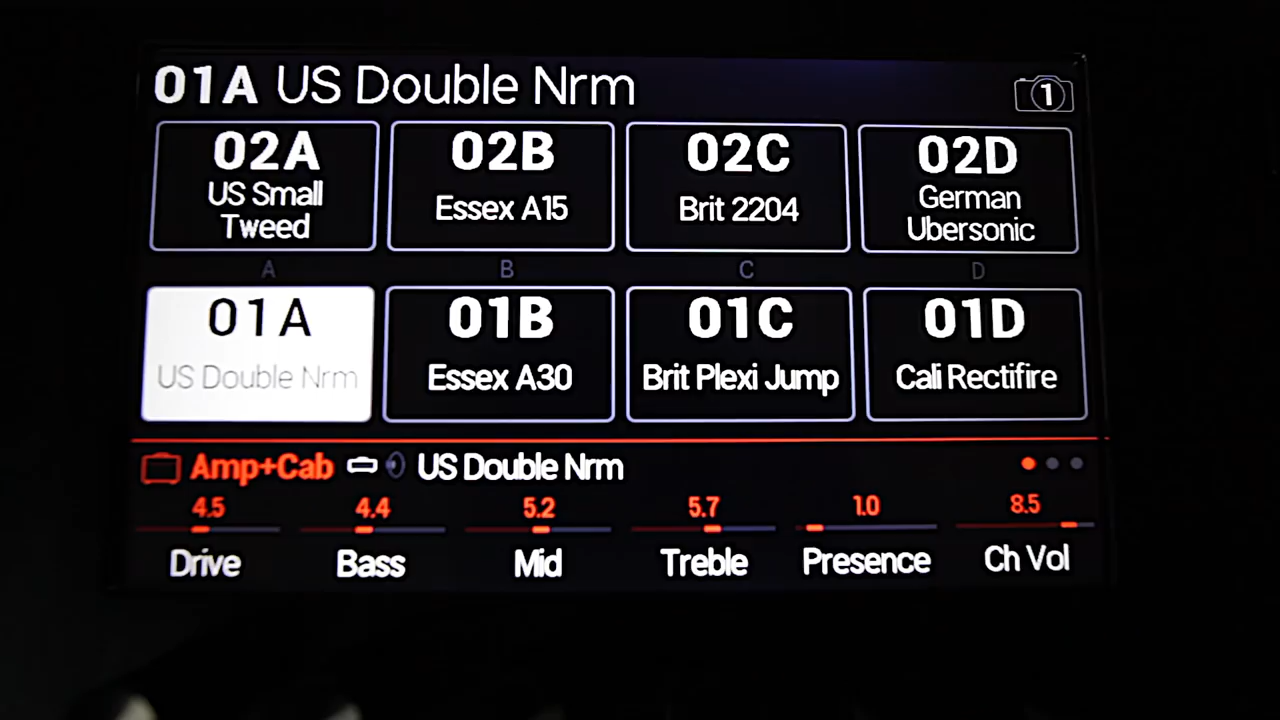 01A US Double Nrm
1
02A
US Small
Tweed
02B
Essex A15
02C
Brit 2204
02D
German
Ubersonic
A B C D
01A
US Double Nrm
01B
Essex A30
01C
Brit Plexi Jump
01D
Cali Rectifire
Amp+Cab US Double Nrm
4.5 4.4 5.2 5.7 1.0 8.5
Drive Bass Mid Treble Presence Ch Vol